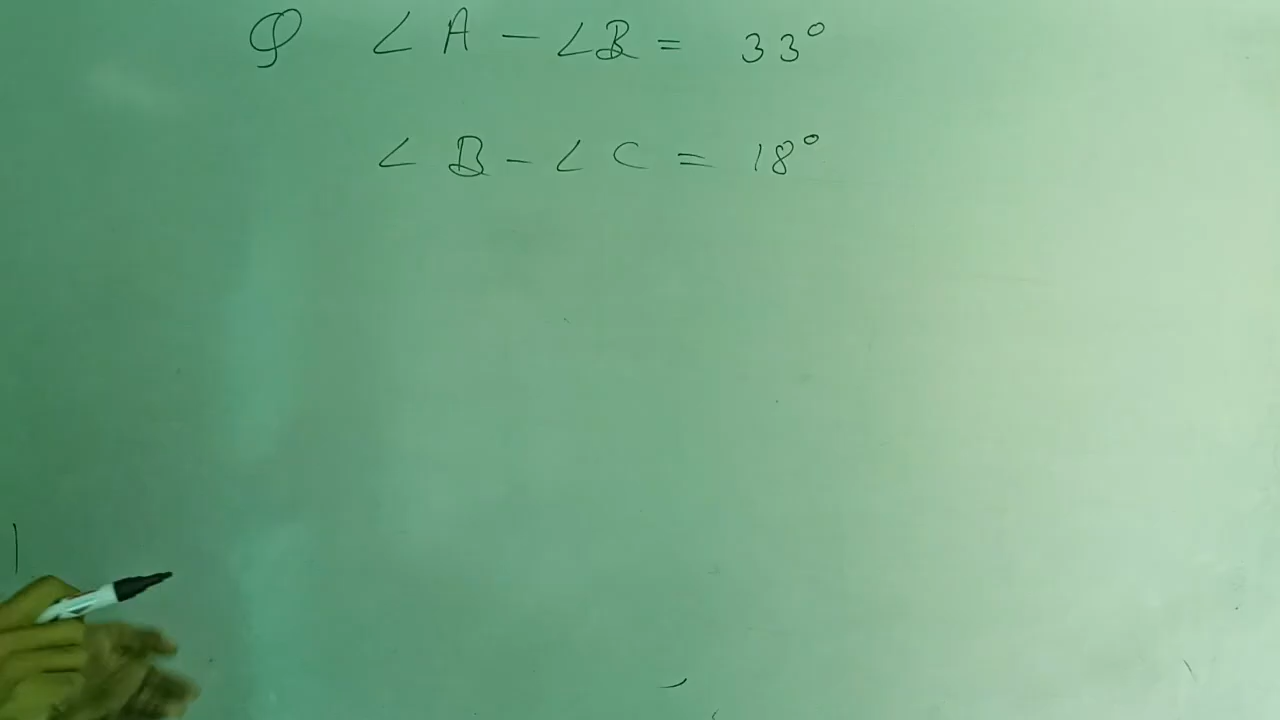 Q ∠A - ∠B = 33°
∠B - ∠C = 18°